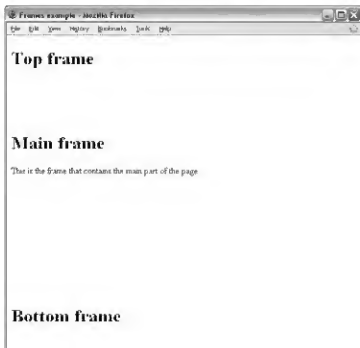 Frames example - Mozilla Firefox
File Edit View History Bookmarks Tools Help
Top frame
Main frame
This is the frame that contains the main part of the page
Bottom frame